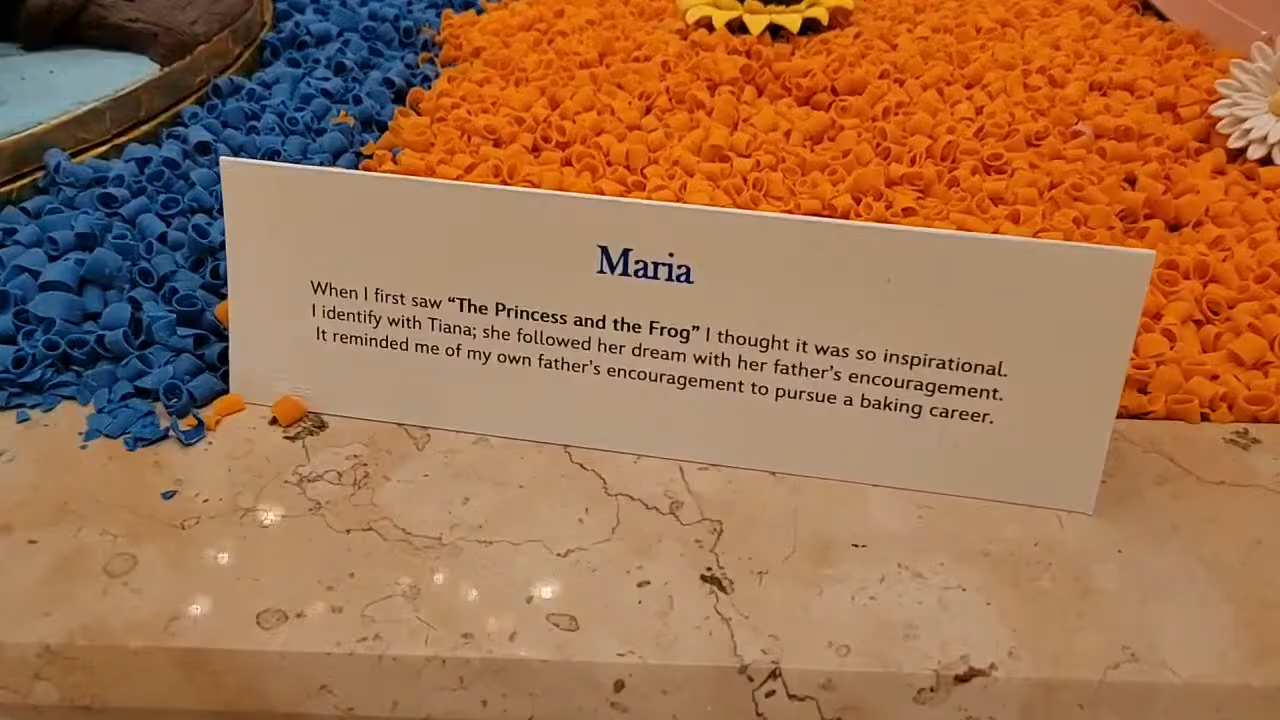 Maria
When I first saw “The Princess and the Frog” I thought it was so inspirational.
I identify with Tiana; she followed her dream with her father’s encouragement.
It reminded me of my own father’s encouragement to pursue a baking career.